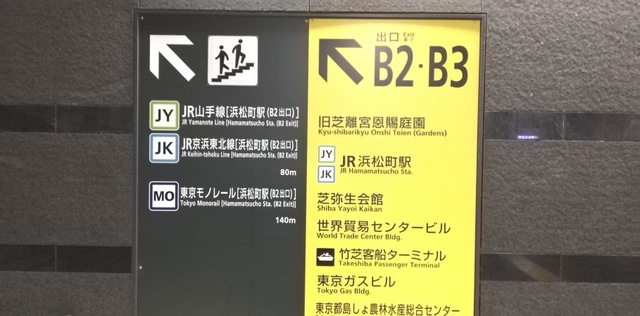 JY
JR山手線[浜松町駅(B2出口)]
JR Yamanote Line [Hamamatsucho Sta. (B2 Exit)]
JK
JR京浜東北線[浜松町駅(B2出口)]
JR Keihin-tohoku Line [Hamamatsucho Sta. (B2 Exit)]
80m
MO
東京モノレール[浜松町駅(B2出口)]
Tokyo Monorail [Hamamatsucho Sta. (B2 Exit)]
140m
出口 Exit
B2・B3
旧芝離宮恩賜庭園
Kyu-shibarikyu Onshi Teien (Gardens)
JY
JK
JR浜松町駅
JR Hamamatsucho Sta.
芝弥生会館
Shiba Yayoi Kaikan
世界貿易センタービル
World Trade Center Bldg.
竹芝客船ターミナル
Takeshiba Passenger Terminal
東京ガスビル
Tokyo Gas Bldg.
東京都島しょ農林水産総合センター